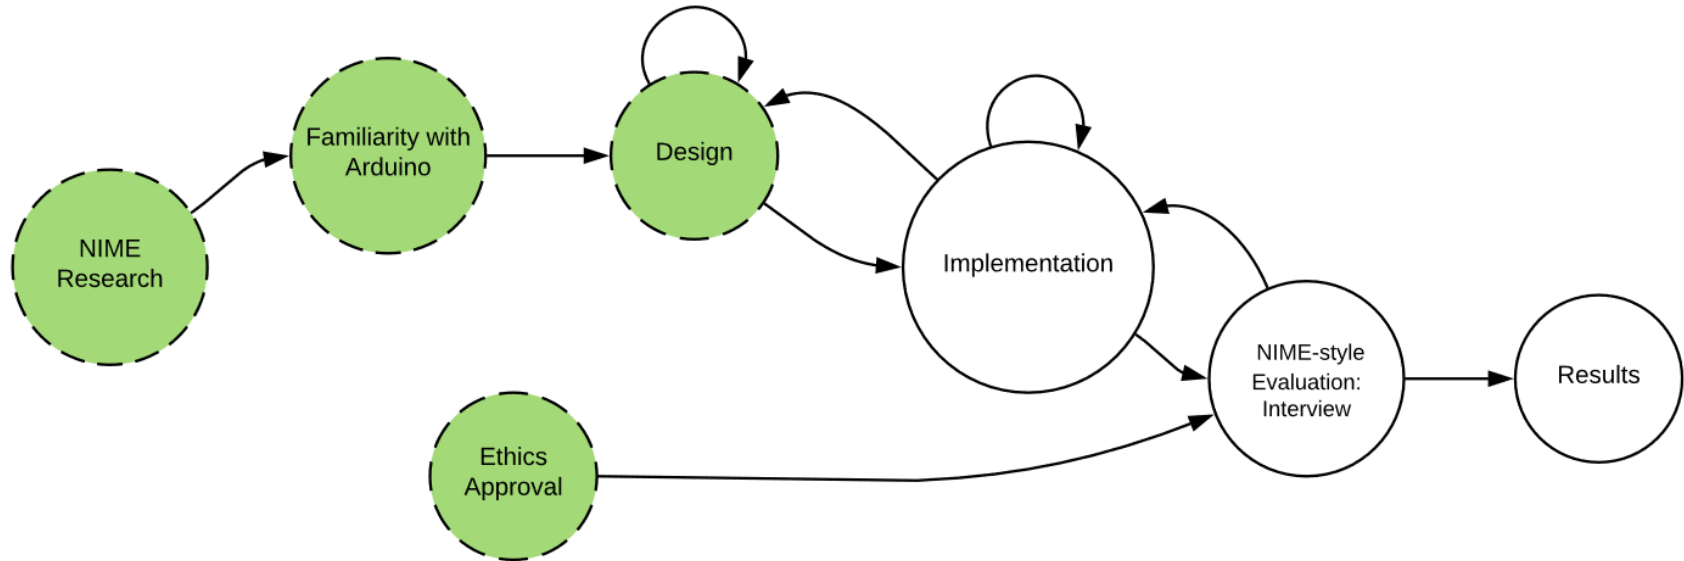 NIME
Research
Familiarity with
Arduino
Design
Implementation
Ethics
Approval
NIME-style
Evaluation:
Interview
Results